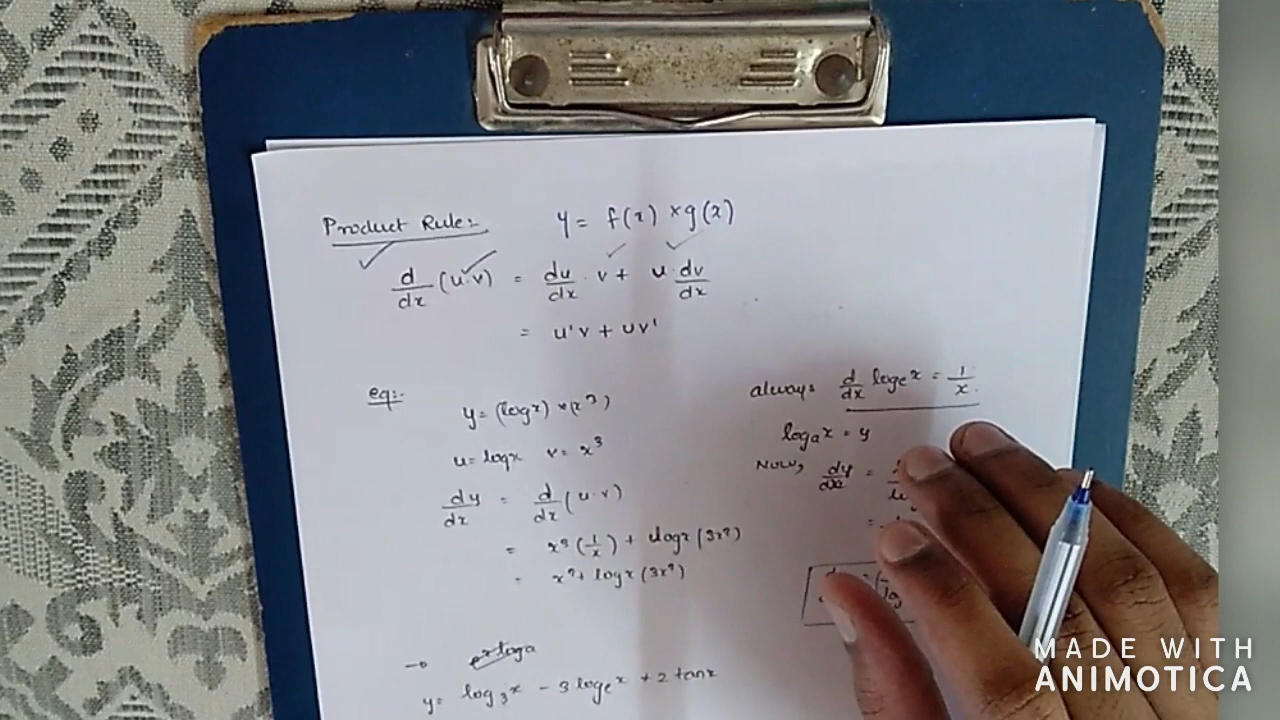 Product Rule:- y = f(x) × g(x)
d/dx (u·v) = du/dx · v + u · dv/dx
= u'v + uv'
eg:-
y = (logx) × (x³)
u = logx v = x³
dy/dx = d/dx (u·v)
= x³ (1/x) + logx (3x²)
= x² + logx (3x²)
always: d/dx logₑx = 1/x.
logₐx = y
Now, dy/dx =
y = log₃x - 3 logₑx + 2 tanx
MADE WITH
ANIMOTICA